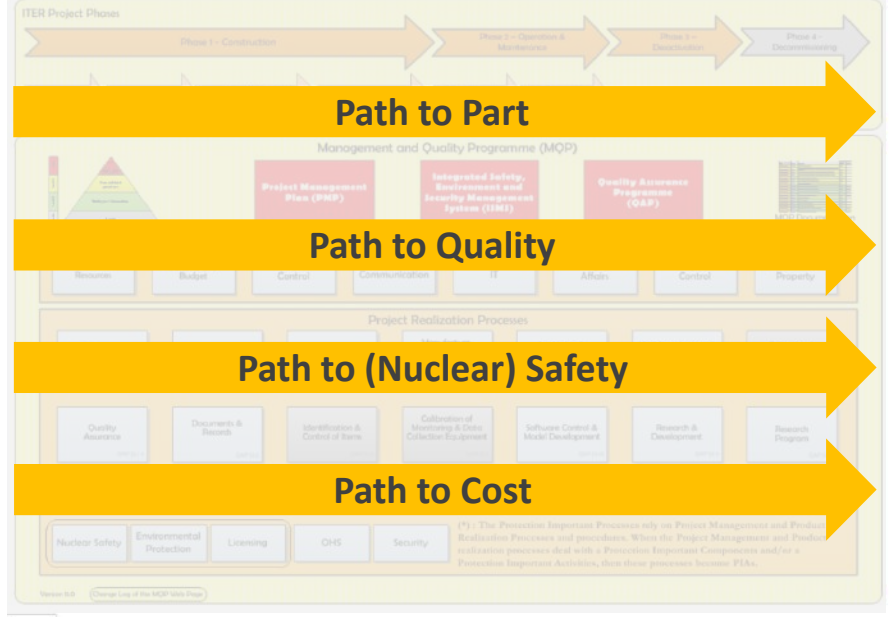 ITER Project Phases
Phase 1 - Construction
Phase 2 – Operation &
Maintenance
Phase 3 –
Deactivation
Phase 4 -
Decommissioning
Path to Part
Management and Quality Programme (MQP)
Project Management
Plan (PMP)
Integrated Safety,
Environment and
Security Management
System (IIMS)
Quality Assurance
Programme
(QAP)
Path to Quality
Resources
Budget
Control
Communication
IT
Affairs
Control
Property
Project Realization Processes
Path to (Nuclear) Safety
Quality
Assurance
Documents &
Records
Identification &
Control of Items
Calibration of
Monitoring & Data
Collection Equipment
Software Control &
Model Development
Research &
Development
Research
Program
Path to Cost
Nuclear Safety
Environmental
Protection
Licensing
OHS
Security
(*) : The Protection Important Processes rely on Project Management and Product
Realization Processes and procedures. When the Project Management and Product
realization processes deal with a Protection Important Components and/or a
Protection Important Activities, then these processes become PIAs.
(Change Log of the MQP Web Page)